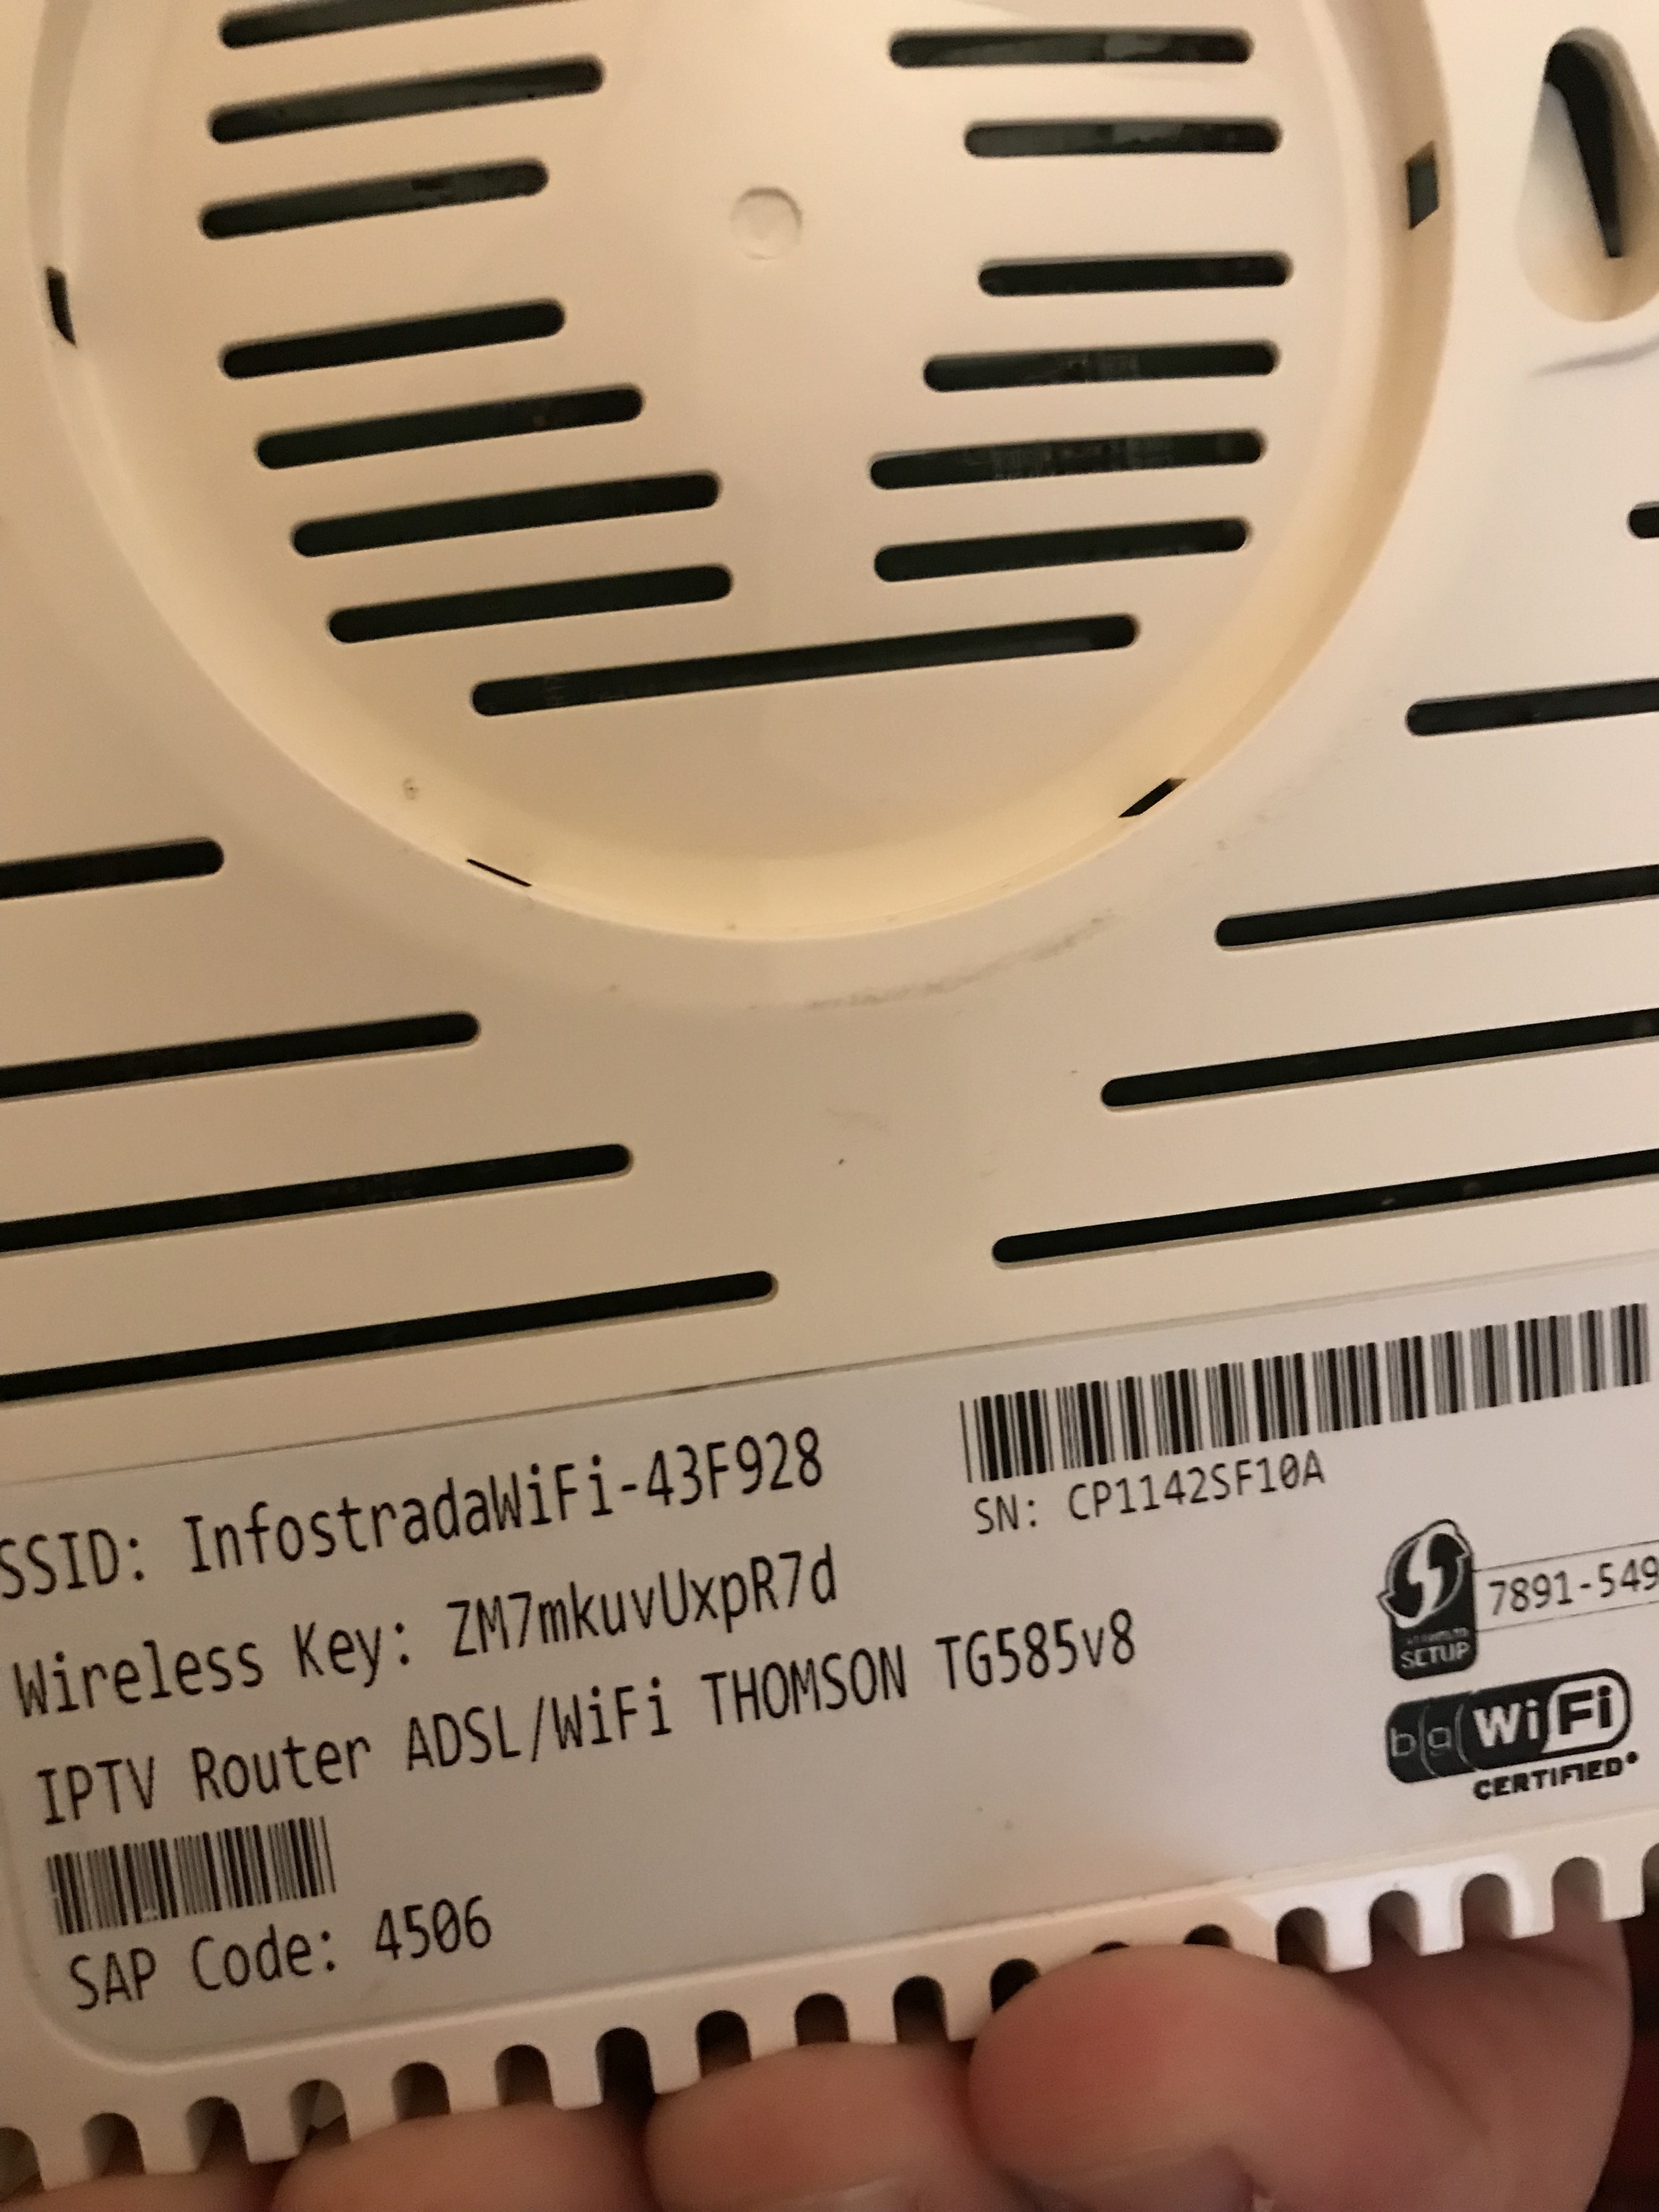 SSID: InfostradaWiFi-43F928
SN: CP1142SF10A
Wireless Key: ZM7mkuvUxpR7d
7891-549
SETUP
IPTV Router ADSL/WiFi THOMSON TG585v8
b g WiFi
CERTIFIED
SAP Code: 4506